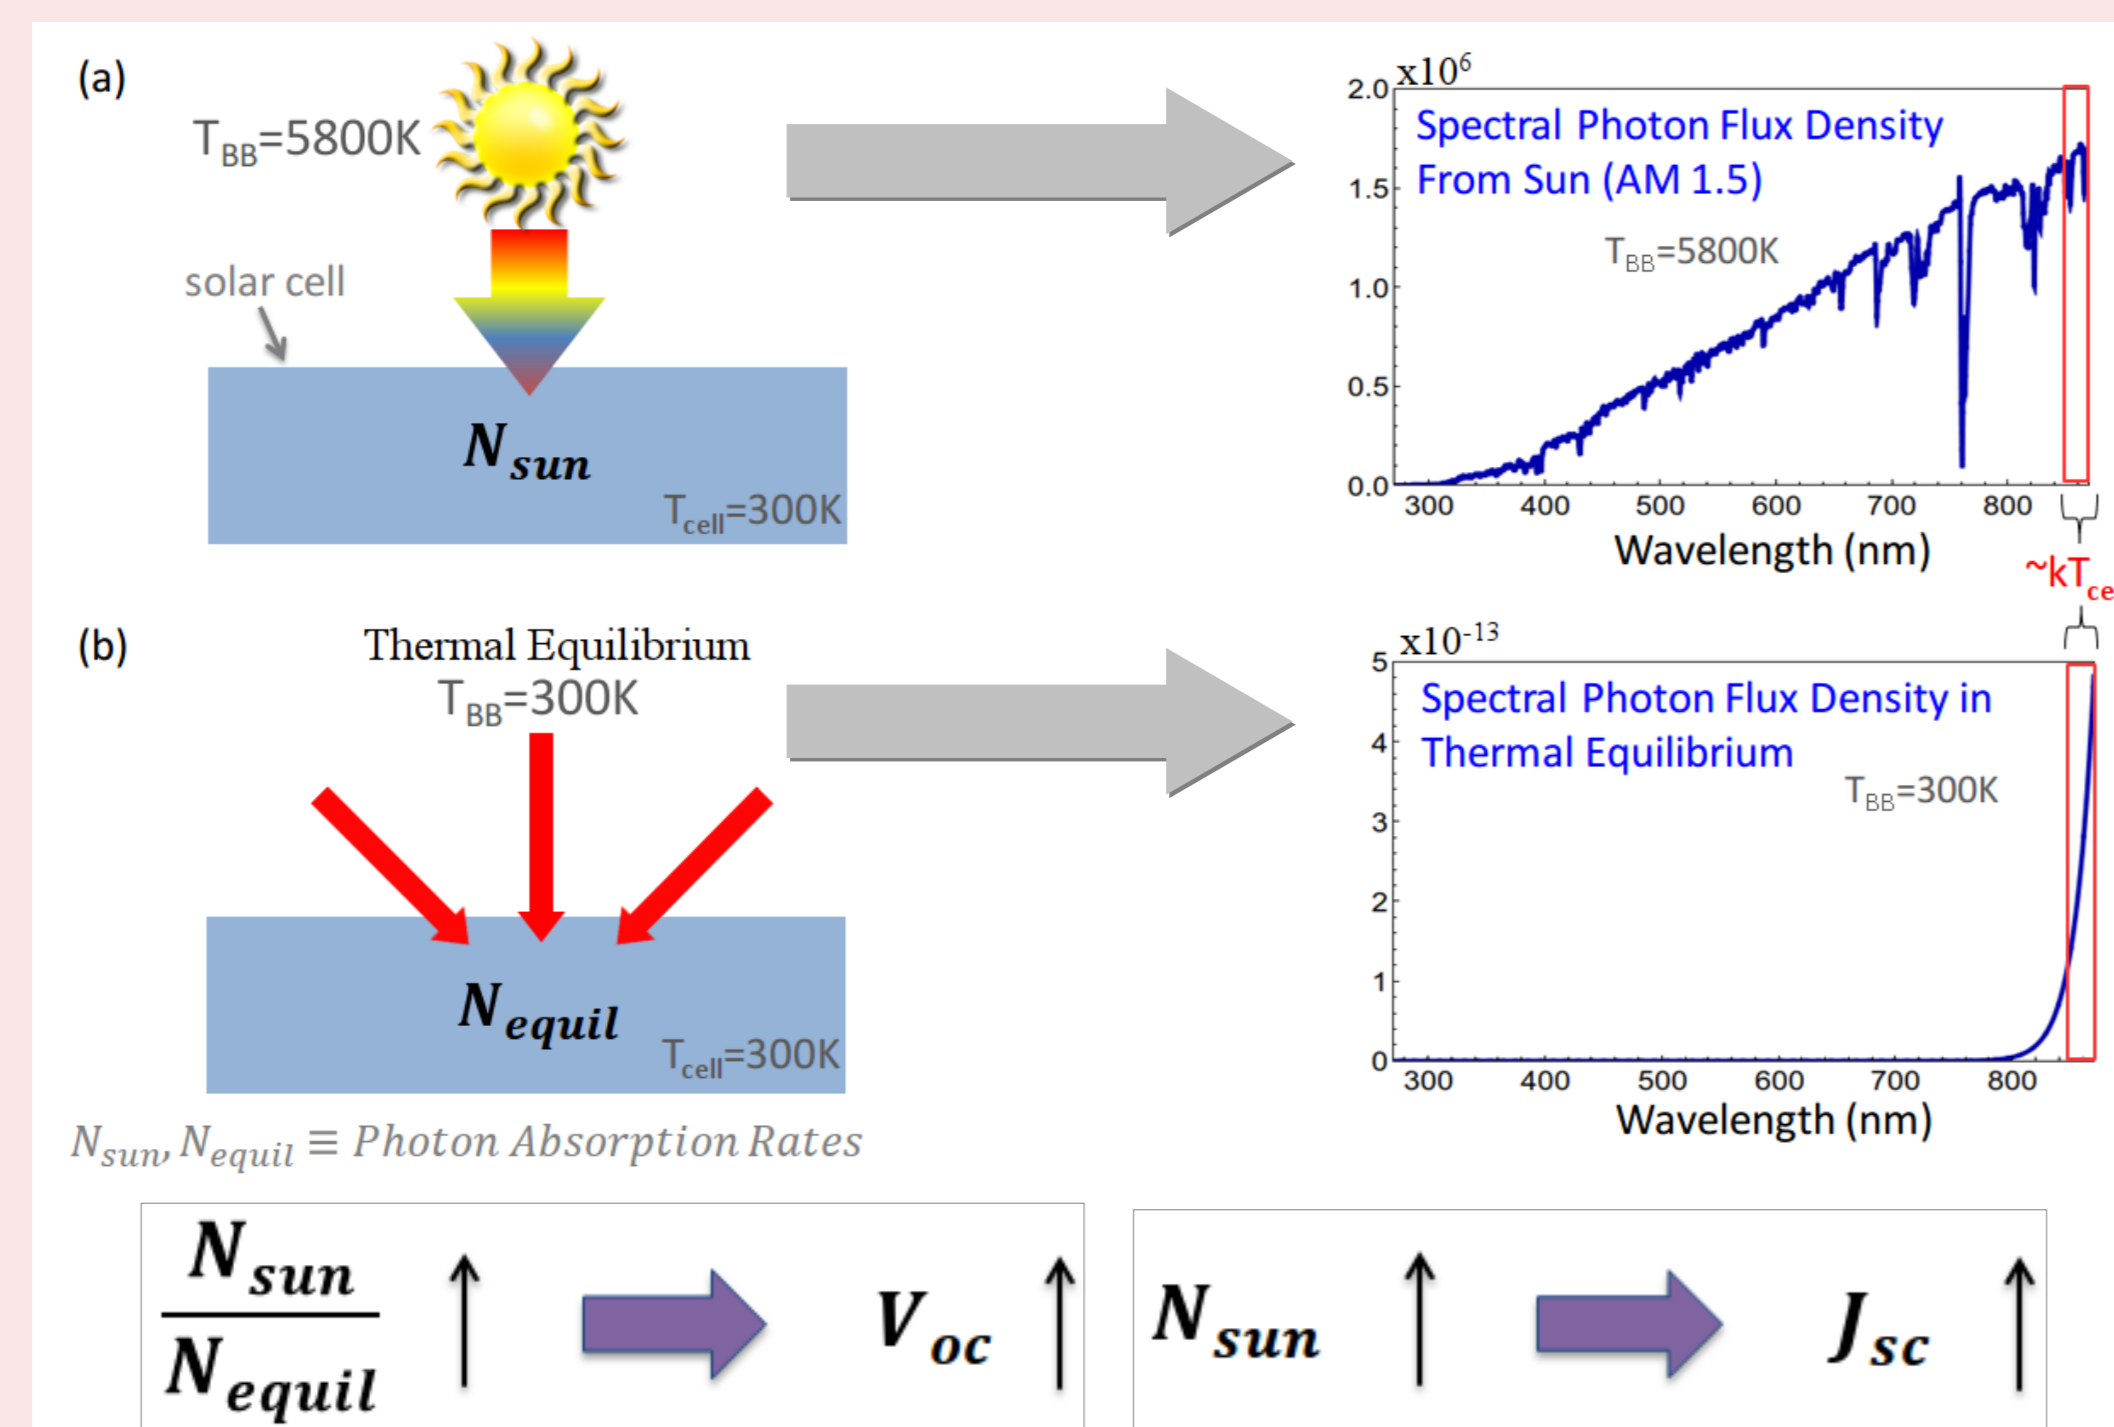 (a)
T_BB=5800K
solar cell
N_sun
T_cell=300K
x10^6
2.0
1.5
1.0
0.5
0.0
Spectral Photon Flux Density
From Sun (AM 1.5)
T_BB=5800K
300 400 500 600 700 800
Wavelength (nm)
~kT_ce
(b)
Thermal Equilibrium
T_BB=300K
N_equil
T_cell=300K
x10^-13
5
4
3
2
1
0
Spectral Photon Flux Density in
Thermal Equilibrium
T_BB=300K
300 400 500 600 700 800
Wavelength (nm)
N_sun, N_equil ≡ Photon Absorption Rates
N_sun
N_equil
↑
V_oc ↑
N_sun ↑
J_sc ↑